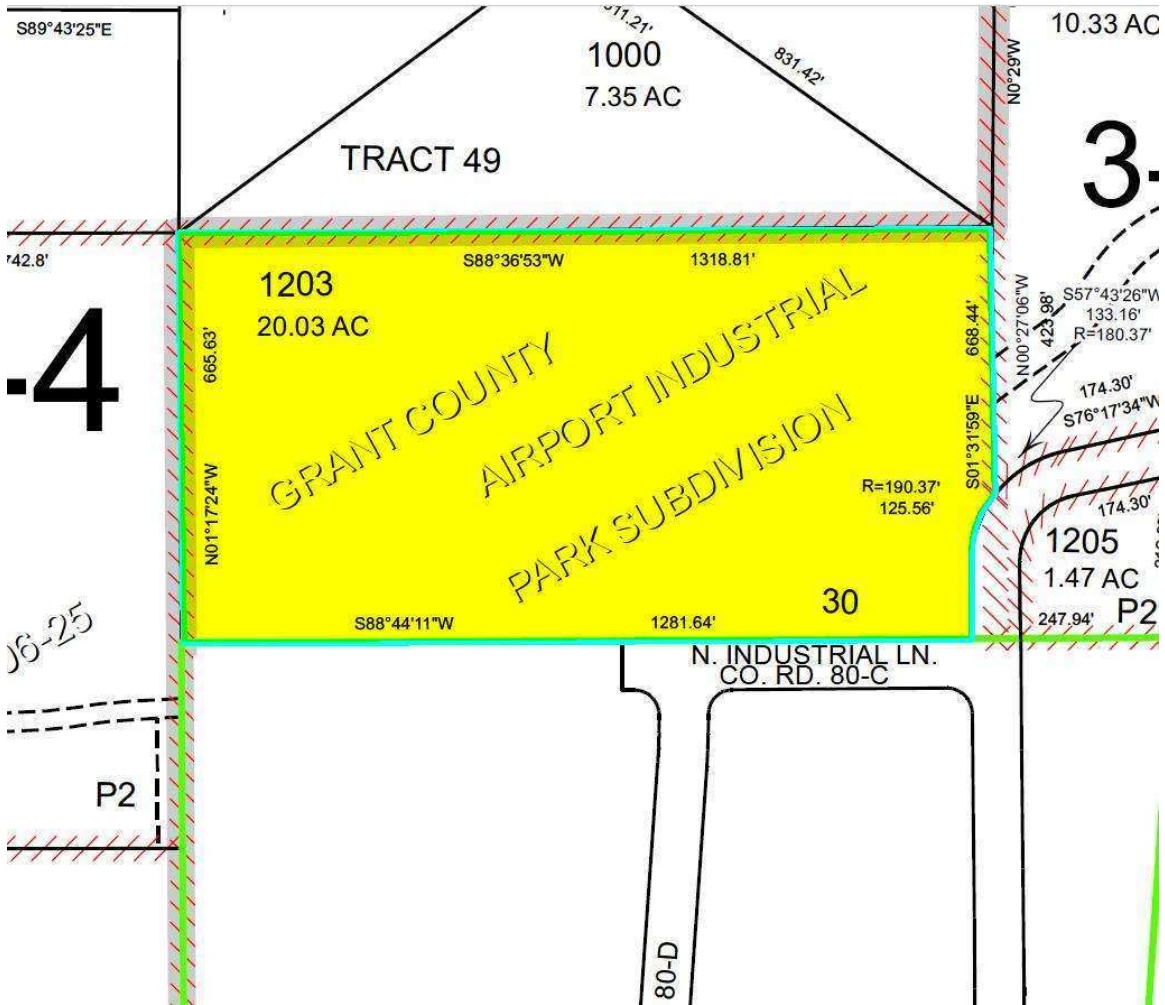 S89°43'25"E
1000
7.35 AC
831.42'
N0°29'W
10.33 AC
TRACT 49
3-
742.8'
1203
20.03 AC
S88°36'53"W
1318.81'
665.63'
N01°17'24"W
-4
GRANT COUNTY
AIRPORT INDUSTRIAL
PARK SUBDIVISION
668.44'
S01°31'59"E
N00°27'06"W
423.98'
S57°43'26"W
133.16'
R=180.37'
174.30'
S76°17'34"W
R=190.37'
125.56'
174.30'
1205
1.47 AC
P2
247.94'
30
S88°44'11"W
1281.64'
N. INDUSTRIAL LN.
CO. RD. 80-C
06-25
P2
80-D